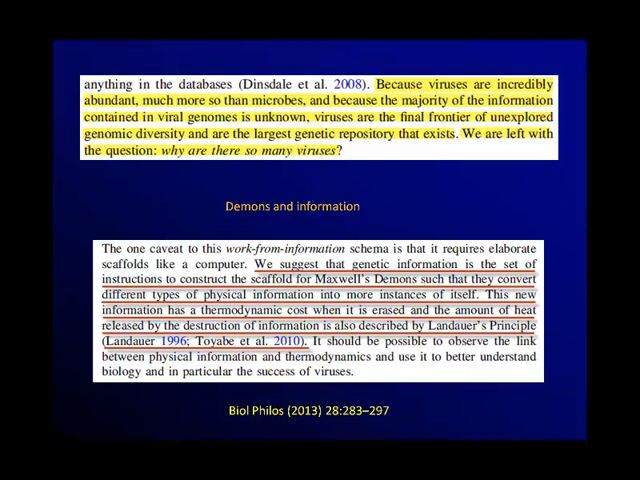 anything in the databases (Dinsdale et al. 2008). Because viruses are incredibly
abundant, much more so than microbes, and because the majority of the information
contained in viral genomes is unknown, viruses are the final frontier of unexplored
genomic diversity and are the largest genetic repository that exists. We are left with
the question: why are there so many viruses?
Demons and information
The one caveat to this work-from-information schema is that it requires elaborate
scaffolds like a computer. We suggest that genetic information is the set of
instructions to construct the scaffold for Maxwell's Demons such that they convert
different types of physical information into more instances of itself. This new
information has a thermodynamic cost when it is erased and the amount of heat
released by the destruction of information is also described by Landauer's Principle
(Landauer 1996; Toyabe et al. 2010). It should be possible to observe the link
between physical information and thermodynamics and use it to better understand
biology and in particular the success of viruses.
Biol Philos (2013) 28:283–297